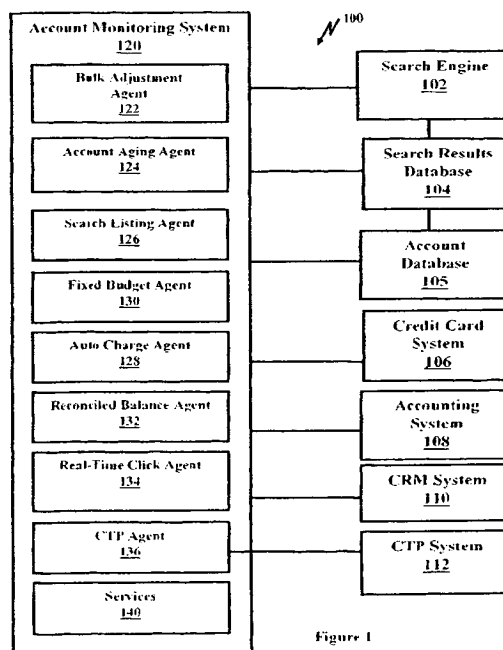 Account Monitoring System
120
Bulk Adjustment
Agent
122
Account Aging Agent
124
Search Listing Agent
126
Fixed Budget Agent
130
Auto Charge Agent
128
Reconciled Balance Agent
132
Real-Time Click Agent
134
CTP Agent
136
Services
140
100
Search Engine
102
Search Results
Database
104
Account
Database
105
Credit Card
System
106
Accounting
System
108
CRM System
110
CTP System
112
Figure 1